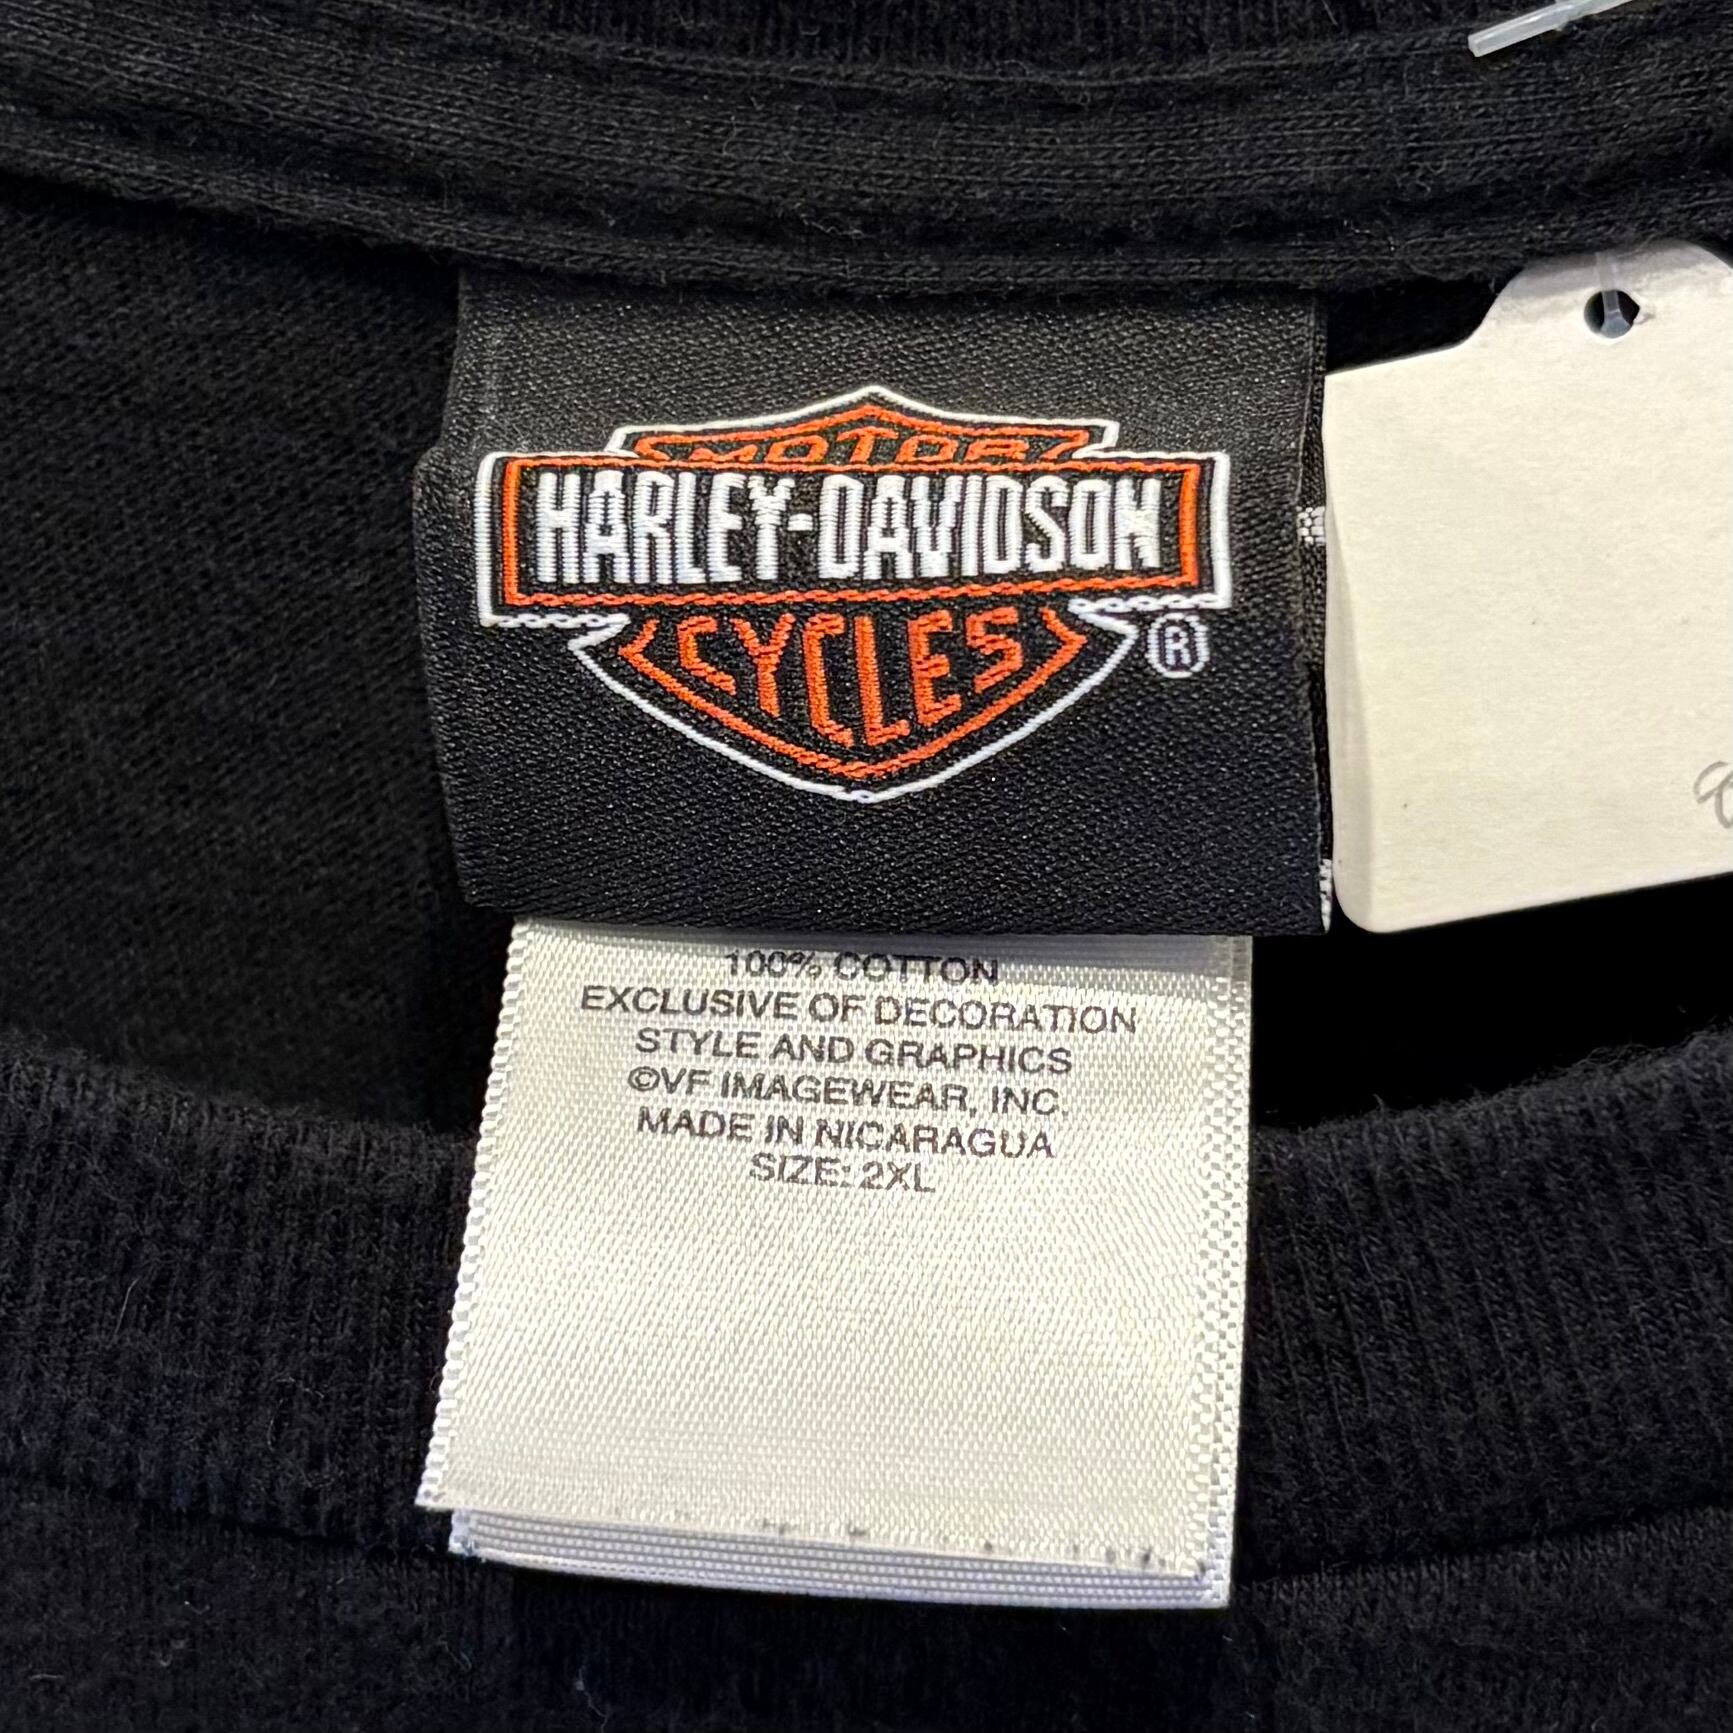 MOTOR
HARLEY-DAVIDSON
CYCLES
®
100% COTTON
EXCLUSIVE OF DECORATION
STYLE AND GRAPHICS
©VF IMAGEWEAR, INC.
MADE IN NICARAGUA
SIZE: 2XL